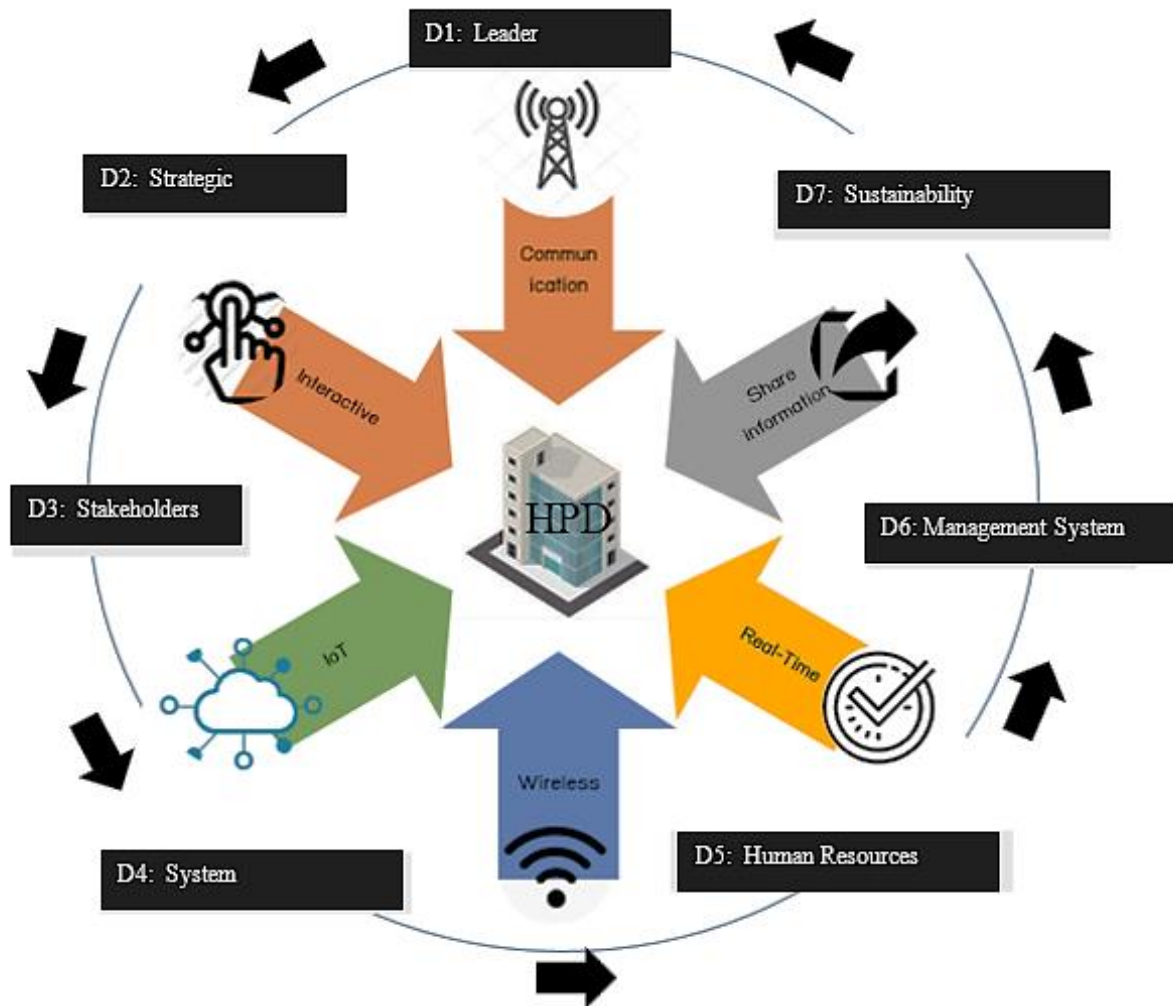 D1: Leader
D2: Strategic
D7: Sustainability
Commun
ication
Interactive
Share
information
D3: Stakeholders
HPD
D6: Management System
IoT
Real-Time
Wireless
D5: Human Resources
D4: System